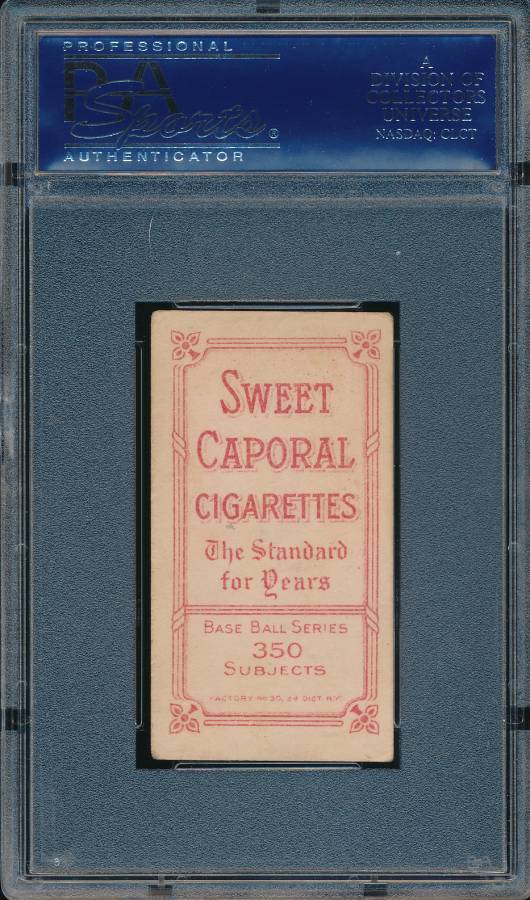 PROFESSIONAL
PSA
Sports®
AUTHENTICATOR
A
DIVISION OF
COLLECTORS
UNIVERSE
NASDAQ: CLCT
SWEET
CAPORAL
CIGARETTES
The Standard
for Years
BASE BALL SERIES
350
SUBJECTS
FACTORY NO 30, 2D DIST. N.Y.